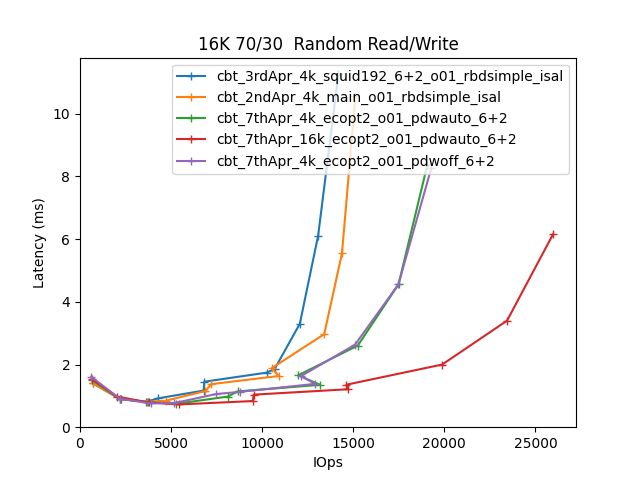 16K 70/30  Random Read/Write
cbt_3rdApr_4k_squid192_6+2_o01_rbdsimple_isal
cbt_2ndApr_4k_main_o01_rbdsimple_isal
cbt_7thApr_4k_ecopt2_o01_pdwauto_6+2
cbt_7thApr_16k_ecopt2_o01_pdwauto_6+2
cbt_7thApr_4k_ecopt2_o01_pdwoff_6+2
Latency (ms)
10
8
6
4
2
0
0 5000 10000 15000 20000 25000
IOps